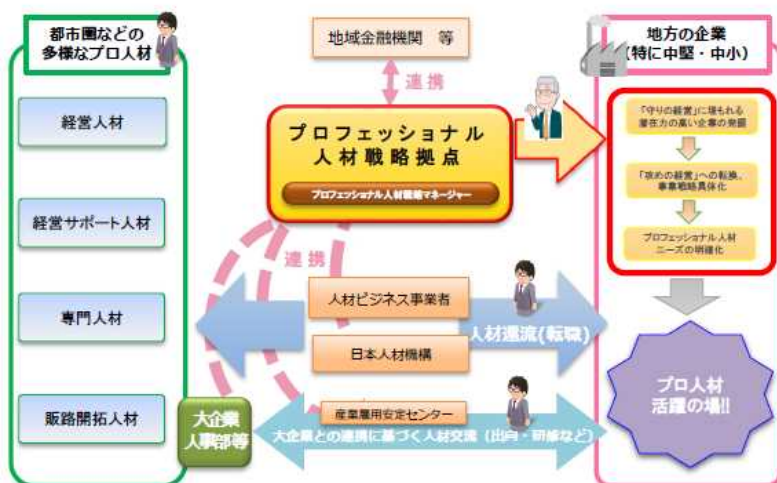 都市圏などの
多様なプロ人材
経営人材
経営サポート人材
専門人材
販路開拓人材
大企業
人事部等
地域金融機関 等
連携
プロフェッショナル
人材戦略拠点
プロフェッショナル人材戦略マネージャー
連携
人材ビジネス事業者
人材還流(転職)
日本人材機構
産業雇用安定センター
大企業との連携に基づく人材交流(出向・研修など)
地方の企業
(特に中堅・中小)
「守りの経営」に埋もれる
潜在力の高い企業の発掘
「攻めの経営」への転換、
事業戦略具体化
プロフェッショナル人材
ニーズの明確化
プロ人材
活躍の場!!